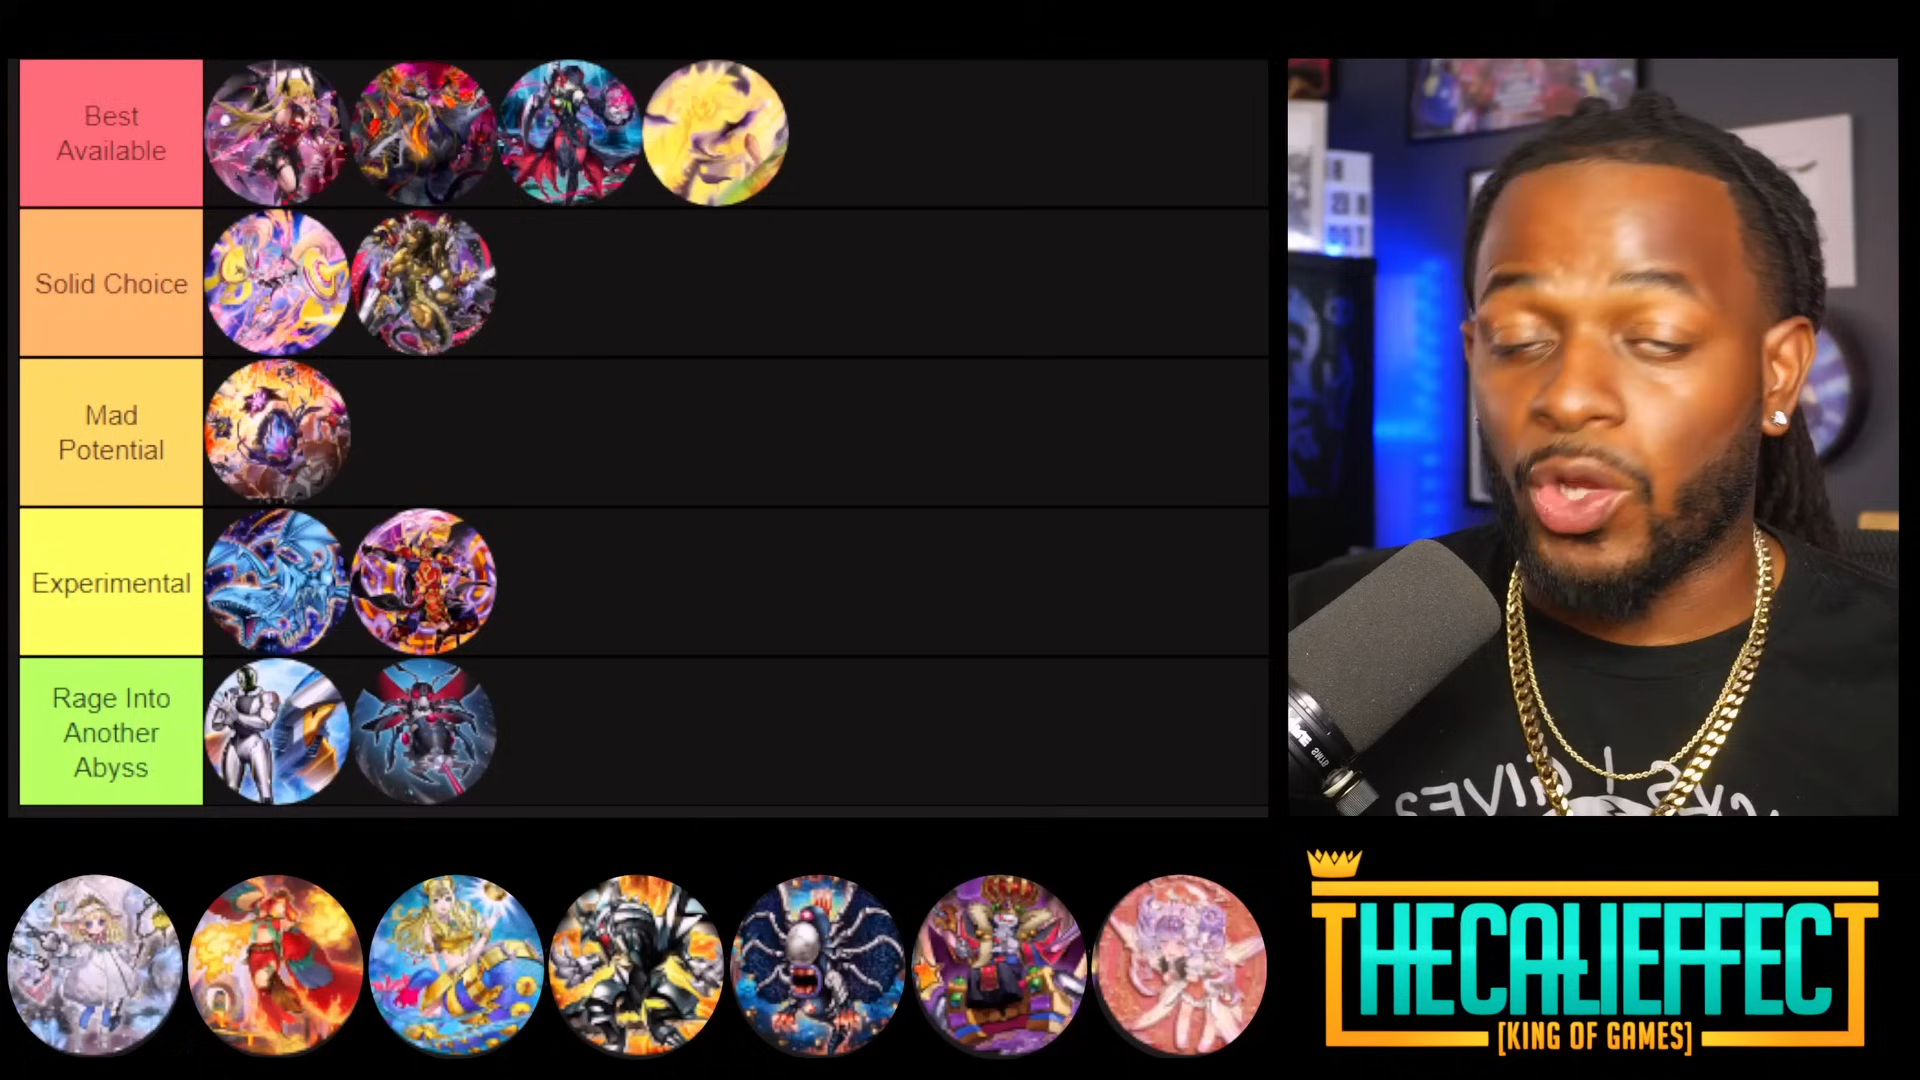 Best
Available
Solid Choice
Mad
Potential
Experimental
Rage Into
Another
Abyss
THECALIEFFECT
[KING OF GAMES]